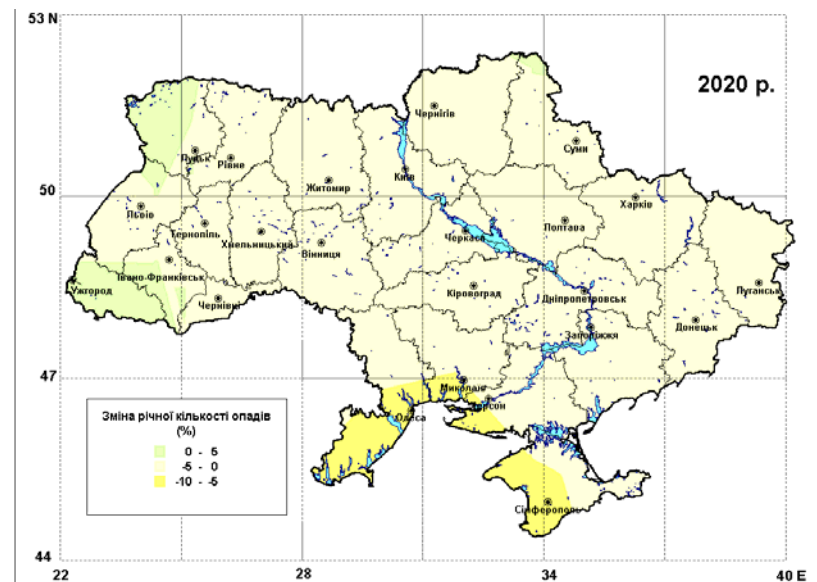 53 N
2020 р.
Чернігів
Суми
Луцьк
Рівне
Київ
Житомир
50
Харків
Львів
Полтава
Тернопіль
Черкаси
Хмельницький
Вінниця
Івано-Франківськ
Ужгород
Кіровоград
Луганськ
Дніпропетровськ
Чернівці
Донецьк
Запоріжжя
47
Миколаїв
Херсон
Одеса
Зміна річної кількості опадів
(%)
0 - 5
-5 - 0
-10 - -5
Сімферополь
44
22
28
34
40 E